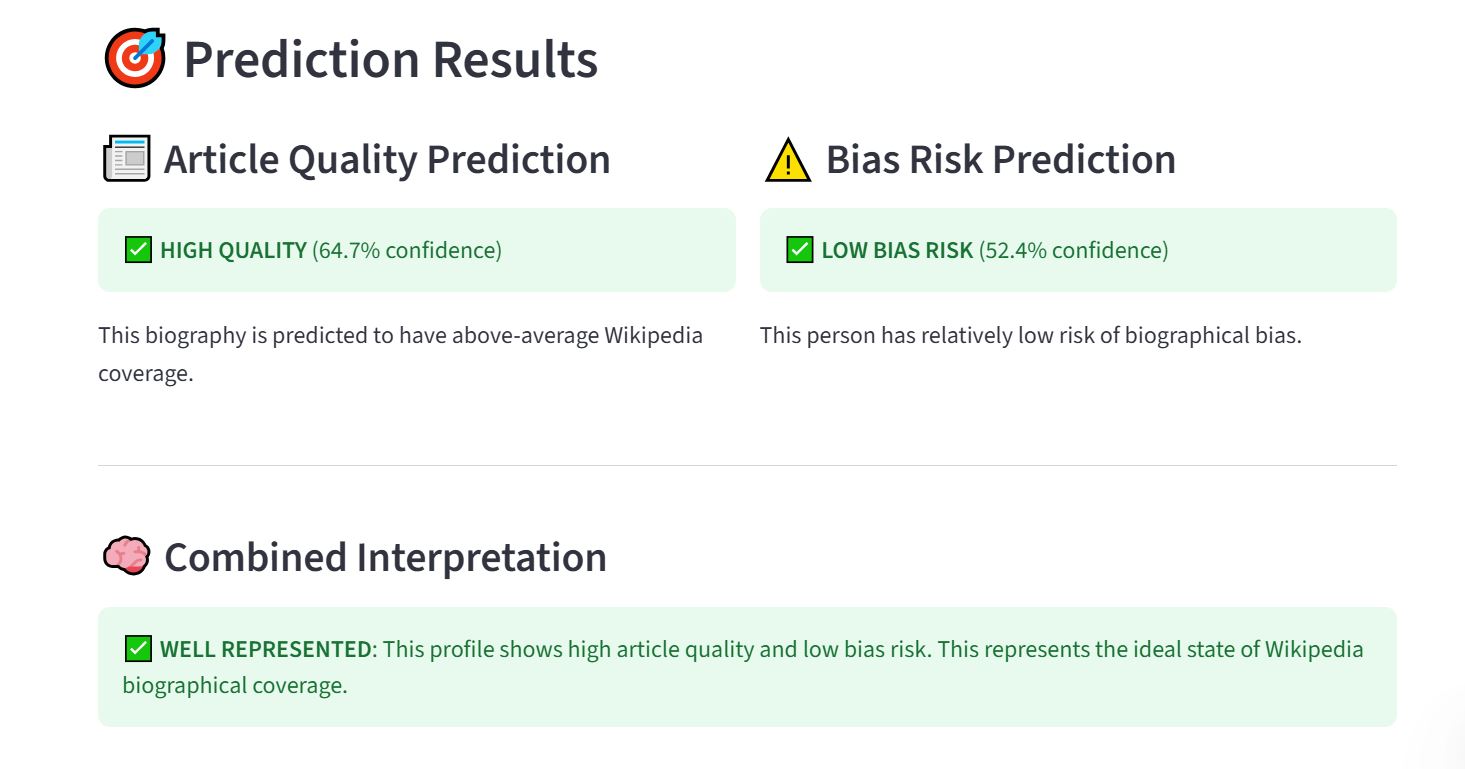 Prediction Results
Article Quality Prediction
HIGH QUALITY (64.7% confidence)
This biography is predicted to have above-average Wikipedia
coverage.
Bias Risk Prediction
LOW BIAS RISK (52.4% confidence)
This person has relatively low risk of biographical bias.
Combined Interpretation
WELL REPRESENTED: This profile shows high article quality and low bias risk. This represents the ideal state of Wikipedia
biographical coverage.